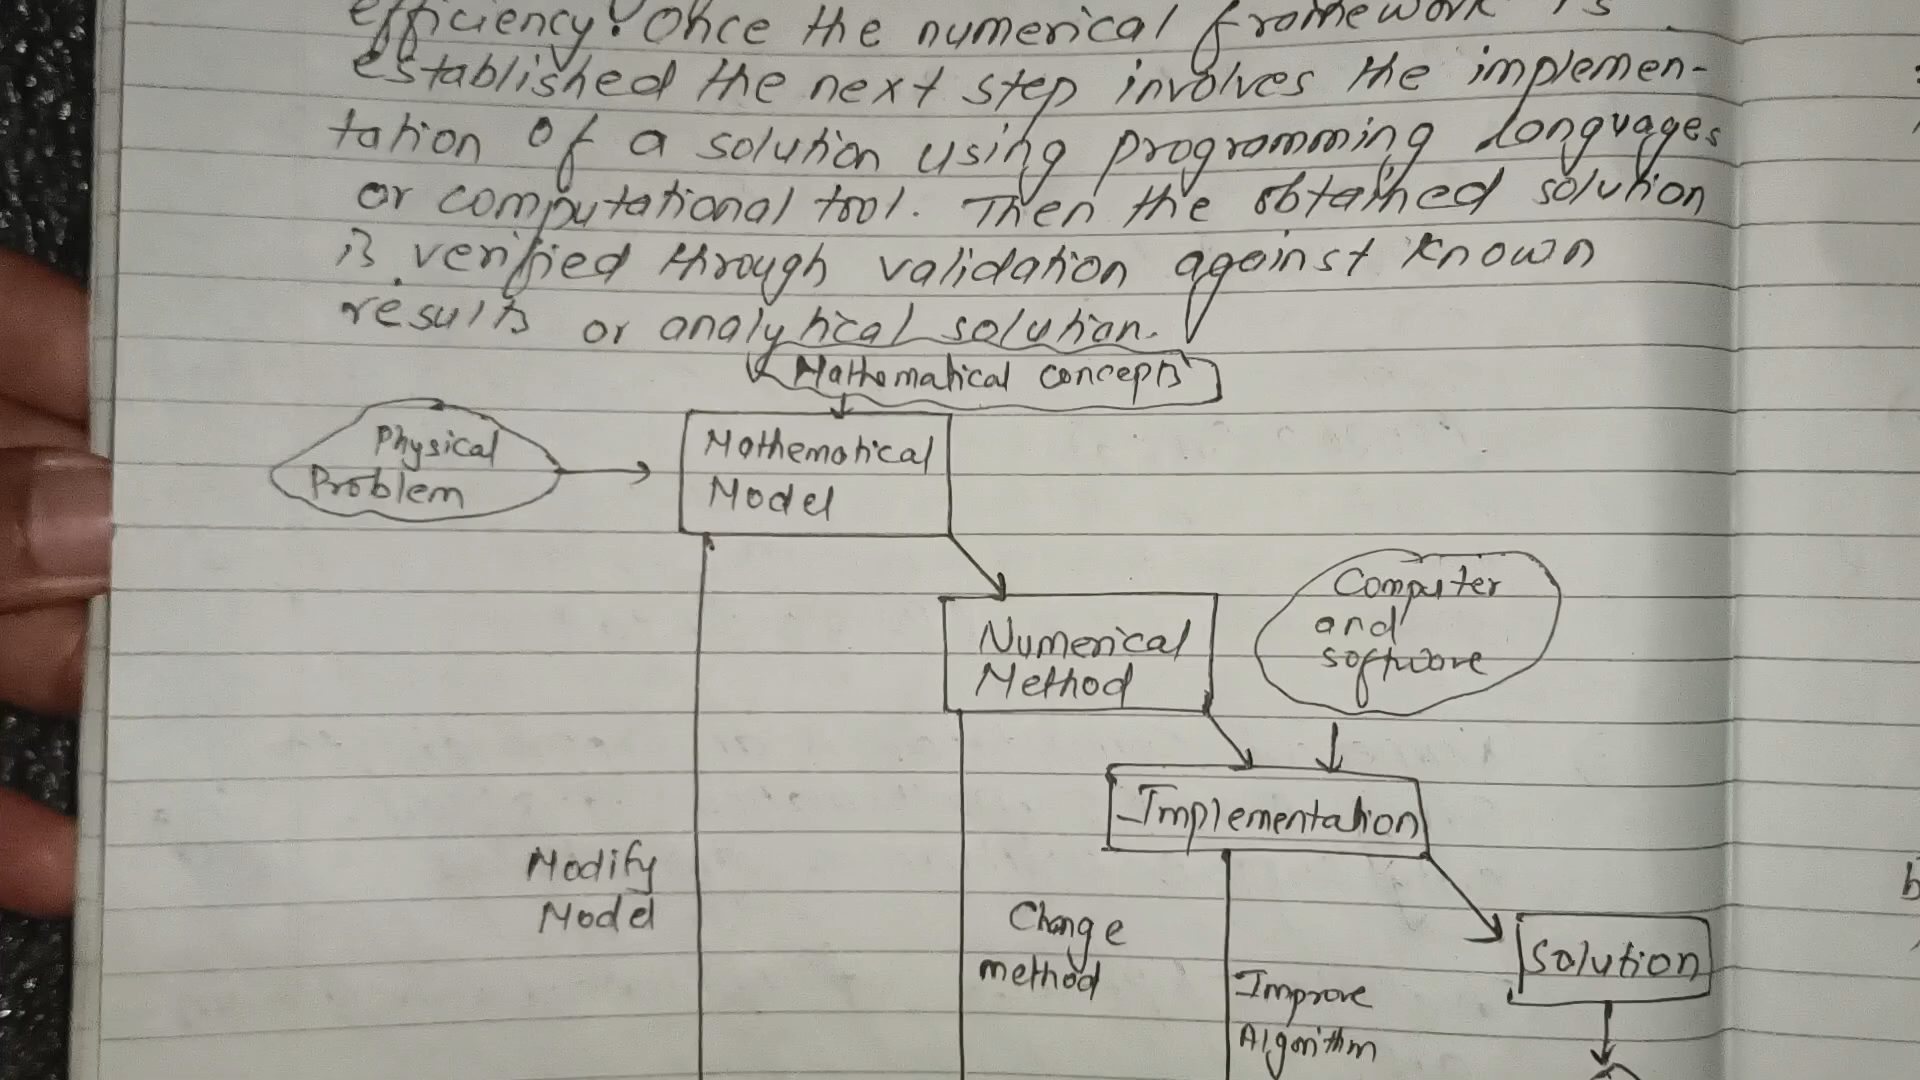 efficiency. Once the numerical framework is
established the next step involves the implemen-
tation of a solution using programming languages
or computational tool. Then the obtained solution
is verified through validation against known
results or analytical solution.
Mathematical concepts
Physical
Problem
Mathematical
Model
Numerical
Method
Computer
and
software
Implementation
Modify
Model
Change
method
Improve
Algorithm
Solution